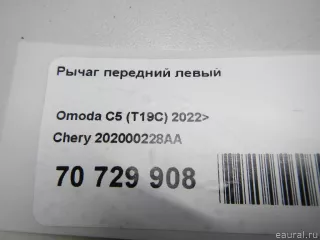 Рычаг передний левый
Omoda C5 (T19C) 2022>
Chery 202000228AA
70 729 908
eaural.ru